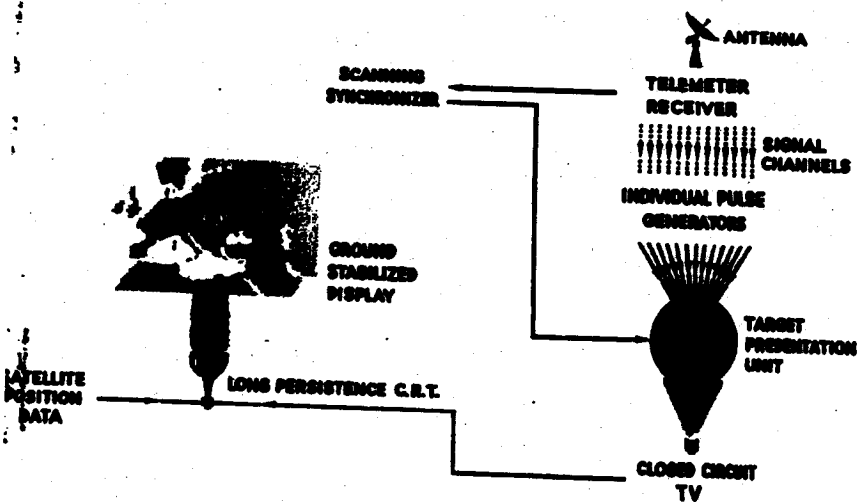 ANTENNA
SCANNING
SYNCHRONIZER
TELEMETER
RECEIVER
SIGNAL
CHANNELS
INDIVIDUAL PULSE
GENERATORS
GROUND
STABILIZED
DISPLAY
TARGET
PRESENTATION
UNIT
SATELLITE
POSITION
DATA
LONG PERSISTENCE C.R.T.
CLOSED CIRCUIT
TV